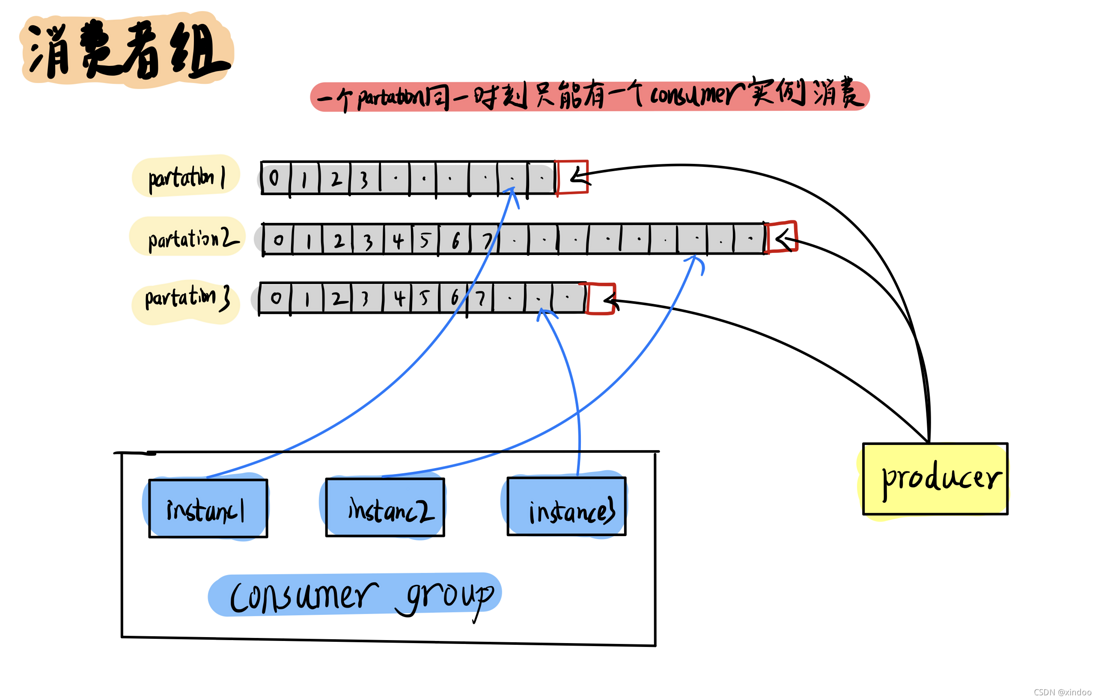 消费者组
一个partation同一时刻只能有一个consumer实例消费
partation1
0 1 2 3 . . . . . .
partation2
0 1 2 3 4 5 6 7 . . . . . . . . .
partation3
0 1 2 3 4 5 6 7 . . .
instanc1
instanc2
instance3
producer
consumer group
CSDN @xindoo